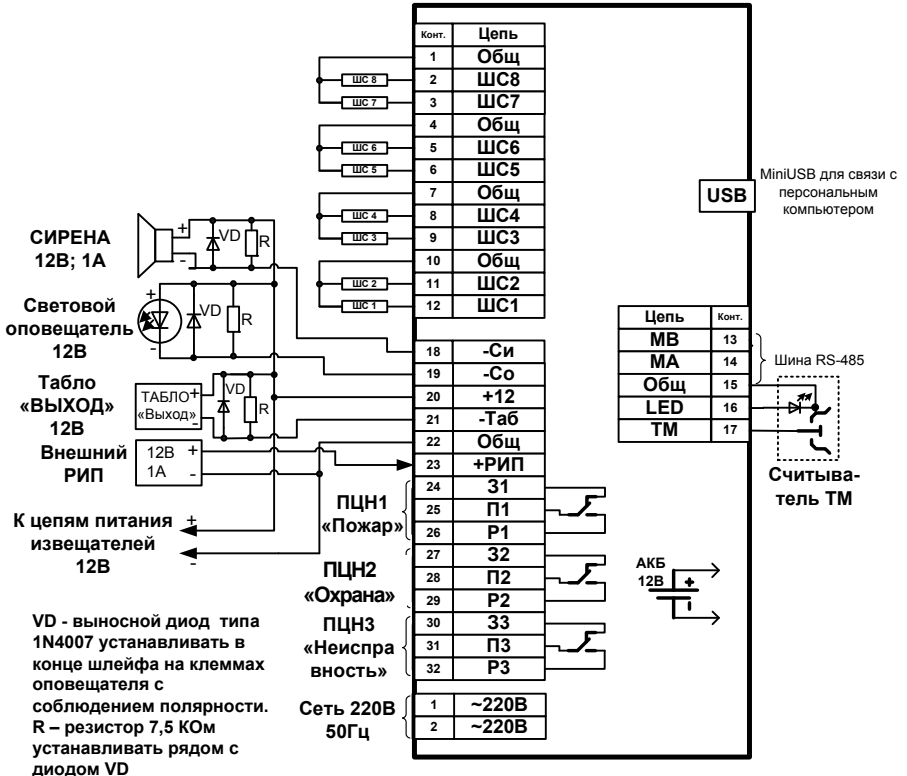 Конт. Цепь
1 Общ
ШС 8 2 ШС8
ШС 7 3 ШС7
4 Общ
ШС 6 5 ШС6
ШС 5 6 ШС5
7 Общ
ШС 4 8 ШС4
ШС 3 9 ШС3
10 Общ
ШС 2 11 ШС2
ШС 1 12 ШС1
18 -Си
19 -Со
20 +12
21 -Таб
22 Общ
23 +РИП
24 З1
25 П1
26 Р1
27 З2
28 П2
29 Р2
30 З3
31 П3
32 Р3
1 ~220В
2 ~220В
СИРЕНА
12В; 1А
+
-
VD
R
Световой
оповещатель
12В
+
-
VD
R
Табло
«ВЫХОД»
12В
ТАБЛО +
«Выход» -
VD
R
Внешний
РИП
12В +
1А -
К цепям питания
извещателей
12В
+
-
ПЦН1
«Пожар»
ПЦН2
«Охрана»
ПЦН3
«Неиспра
вность»
Сеть 220В
50Гц
VD - выносной диод типа
1N4007 устанавливать в
конце шлейфа на клеммах
оповещателя с
соблюдением полярности.
R – резистор 7,5 КОм
устанавливать рядом с
диодом VD
USB
MiniUSB для связи с
персональным
компьютером
Цепь Конт.
МВ 13
МА 14
Общ 15
LED 16
ТМ 17
Шина RS-485
Считыва-
тель ТМ
АКБ
12В
+
-